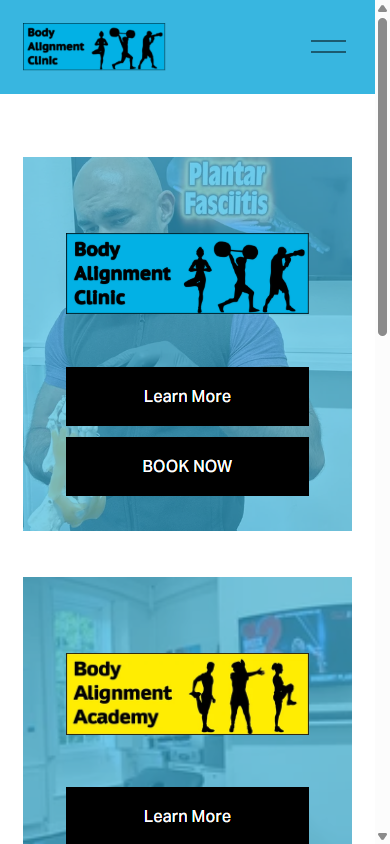 Body
Alignment
Clinic
Plantar
Fasciitis
Body
Alignment
Clinic
Learn More
BOOK NOW
Body
Alignment
Academy
Learn More